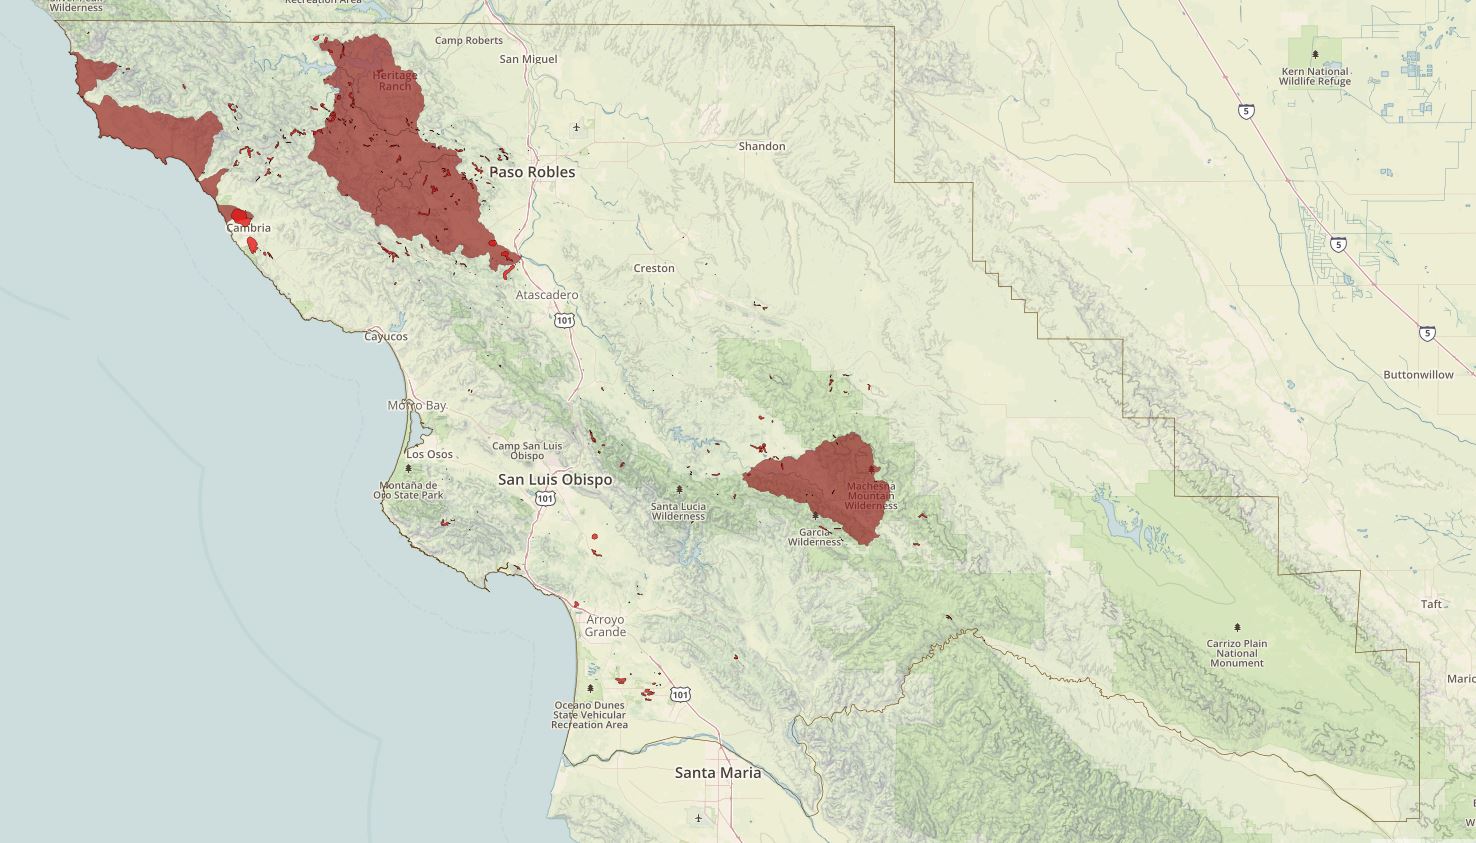 Wilderness
Recreation Area
Camp Roberts
San Miguel
Heritage
Ranch
Kern National
Wildlife Refuge
5
Shandon
Paso Robles
Cambria
5
Creston
Atascadero
101
5
Cayucos
Buttonwillow
Morro Bay
Camp San Luis
Obispo
Los Osos
San Luis Obispo
Montaña de
Oro State Park
101
Machesna
Mountain
Wilderness
Santa Lucia
Wilderness
Garcia
Wilderness
Taft
Arroyo
Grande
Carrizo Plain
National
Monument
Maric
101
Oceano Dunes
State Vehicular
Recreation Area
Santa Maria